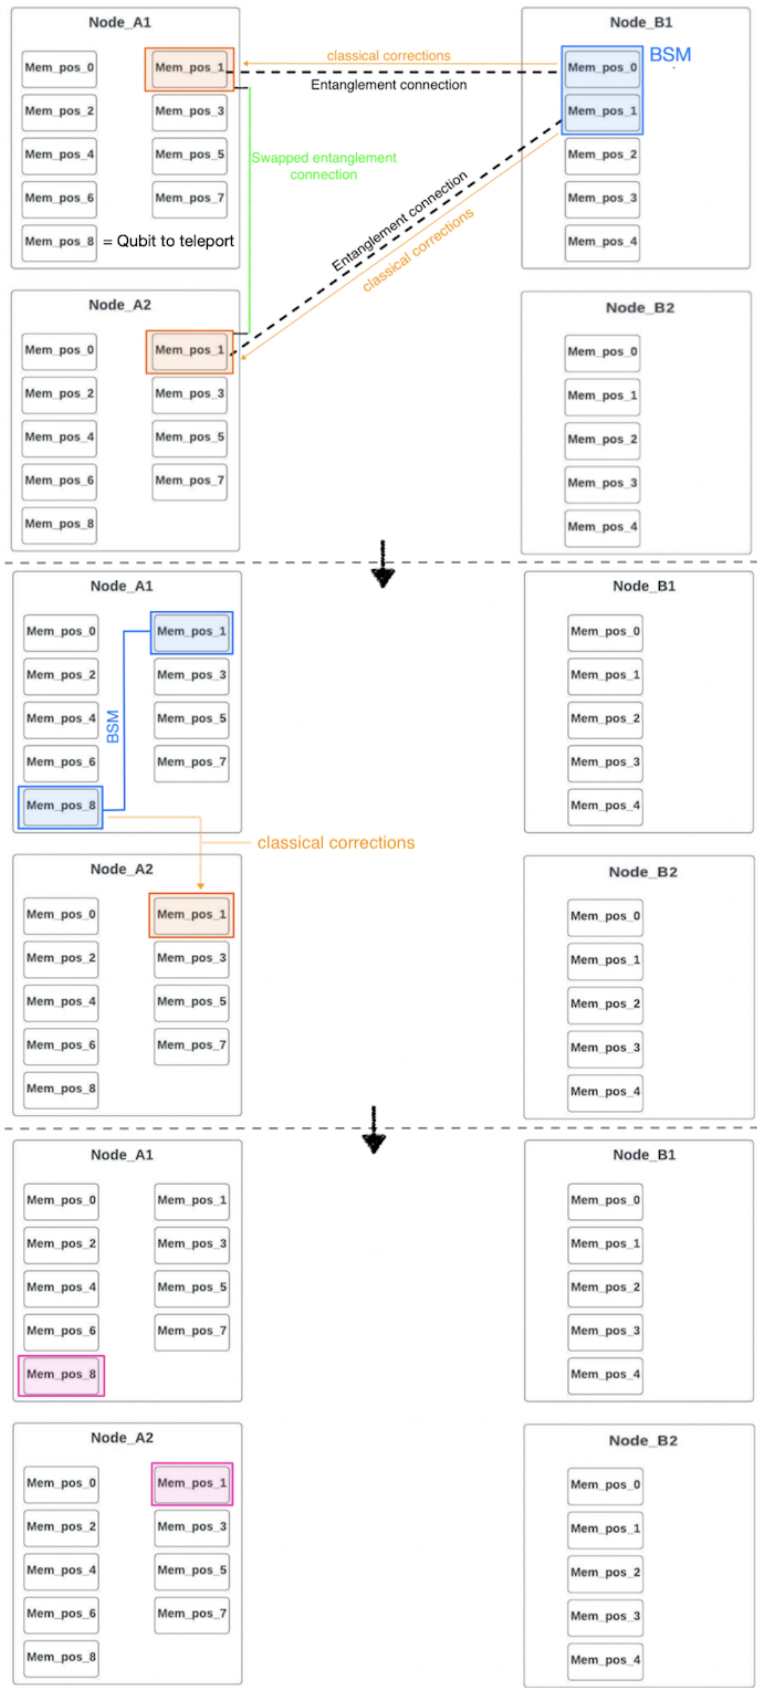 Node_A1
Node_B1
classical corrections
BSM
Mem_pos_0
Mem_pos_1
Mem_pos_0
Entanglement connection
Mem_pos_2
Mem_pos_3
Mem_pos_1
Mem_pos_4
Mem_pos_5
Swapped entanglement
connection
Mem_pos_2
Mem_pos_6
Mem_pos_7
Entanglement connection
classical corrections
Mem_pos_3
Mem_pos_8
= Qubit to teleport
Mem_pos_4
Node_A2
Node_B2
Mem_pos_0
Mem_pos_1
Mem_pos_0
Mem_pos_2
Mem_pos_3
Mem_pos_1
Mem_pos_4
Mem_pos_5
Mem_pos_2
Mem_pos_6
Mem_pos_7
Mem_pos_3
Mem_pos_8
Mem_pos_4
Node_A1
Node_B1
Mem_pos_0
Mem_pos_1
Mem_pos_0
Mem_pos_2
Mem_pos_3
Mem_pos_1
Mem_pos_4
BSM
Mem_pos_5
Mem_pos_2
Mem_pos_6
Mem_pos_7
Mem_pos_3
Mem_pos_8
Mem_pos_4
classical corrections
Node_A2
Node_B2
Mem_pos_0
Mem_pos_1
Mem_pos_0
Mem_pos_2
Mem_pos_3
Mem_pos_1
Mem_pos_4
Mem_pos_5
Mem_pos_2
Mem_pos_6
Mem_pos_7
Mem_pos_3
Mem_pos_8
Mem_pos_4
Node_A1
Node_B1
Mem_pos_0
Mem_pos_1
Mem_pos_0
Mem_pos_2
Mem_pos_3
Mem_pos_1
Mem_pos_4
Mem_pos_5
Mem_pos_2
Mem_pos_6
Mem_pos_7
Mem_pos_3
Mem_pos_8
Mem_pos_4
Node_A2
Node_B2
Mem_pos_0
Mem_pos_1
Mem_pos_0
Mem_pos_2
Mem_pos_3
Mem_pos_1
Mem_pos_4
Mem_pos_5
Mem_pos_2
Mem_pos_6
Mem_pos_7
Mem_pos_3
Mem_pos_8
Mem_pos_4